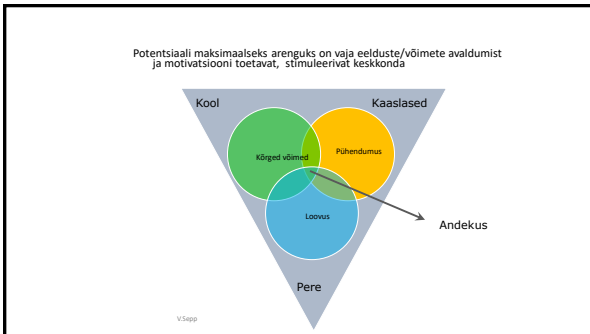 Potentsiaali maksimaalseks arenguks on vaja eelduste/võimete avaldumist
ja motivatsiooni toetavat, stimuleerivat keskkonda
Kool
Kaaslased
Kõrged võimed
Pühendumus
Loovus
Andekus
Pere
V.Sepp